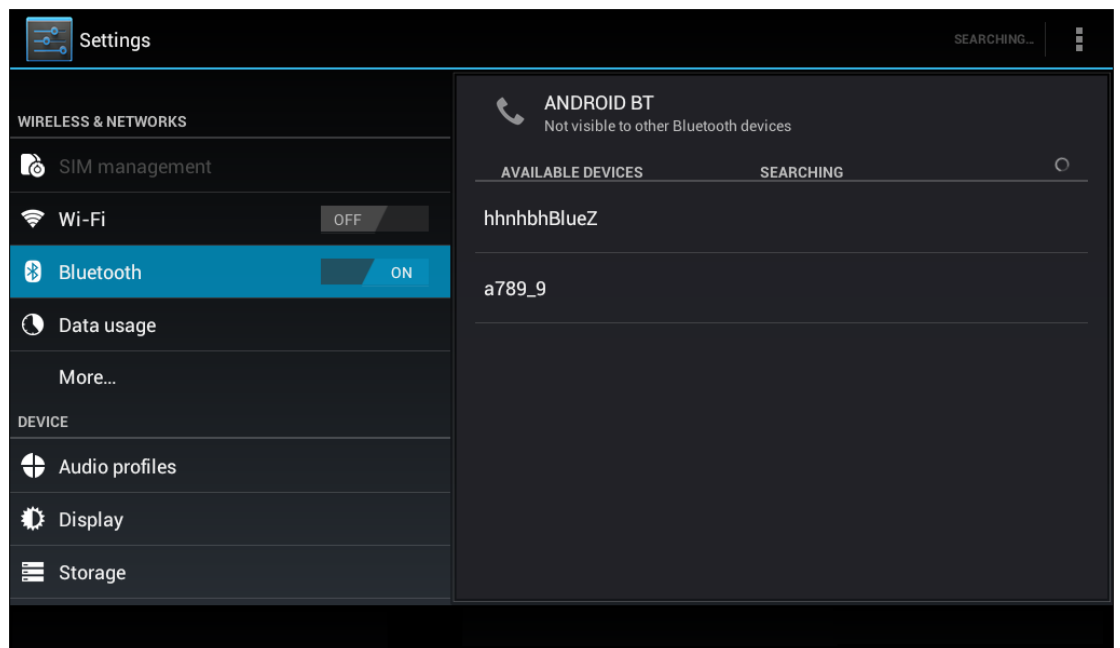 Settings
SEARCHING...
WIRELESS & NETWORKS
SIM management
Wi-Fi OFF
Bluetooth ON
Data usage
More...
DEVICE
Audio profiles
Display
Storage
ANDROID BT
Not visible to other Bluetooth devices
AVAILABLE DEVICES SEARCHING
hhnhbhBlueZ
a789_9